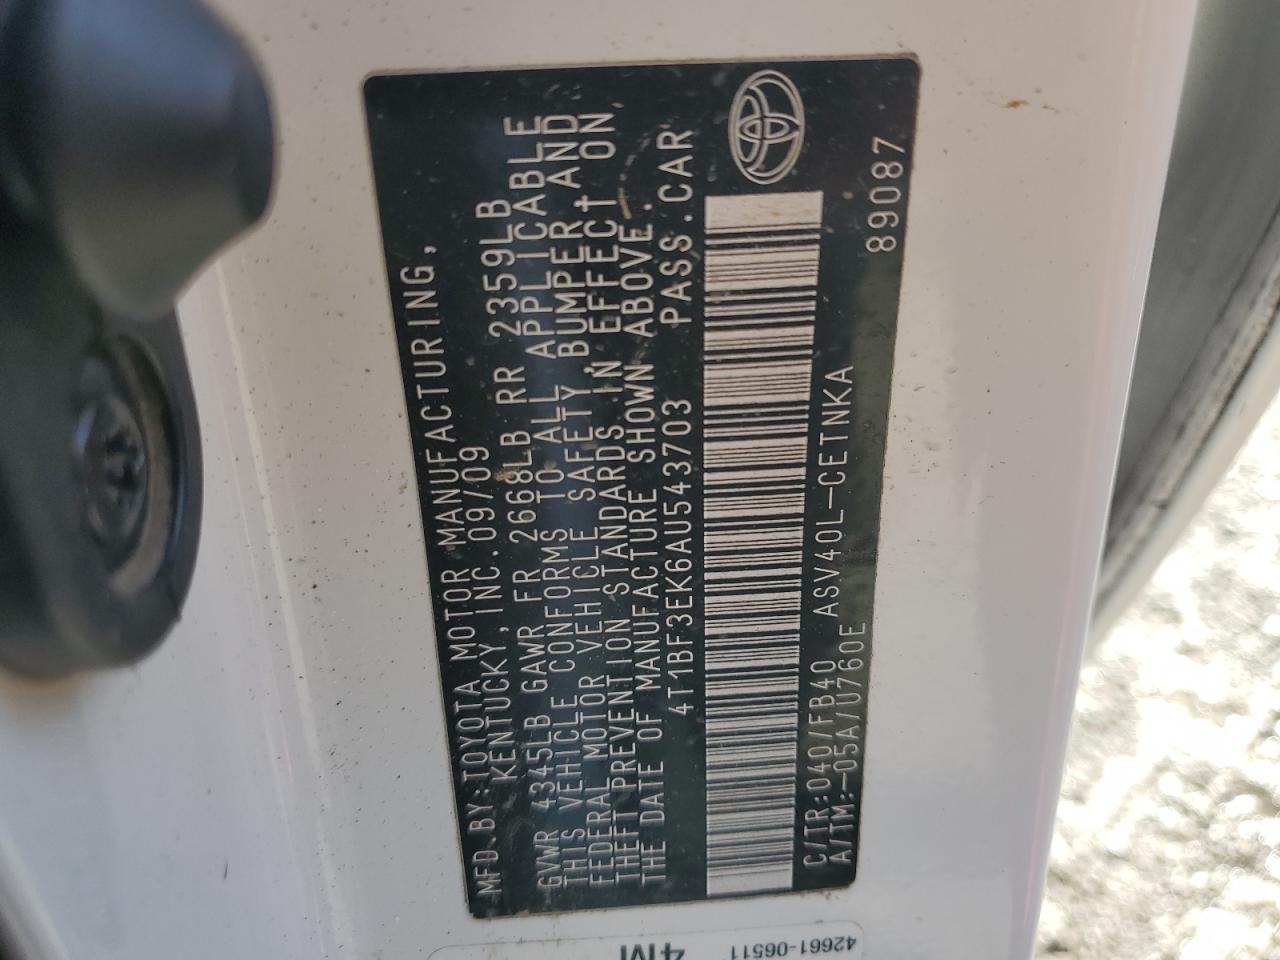 MFD.BY:TOYOTA MOTOR MANUFACTURING,
KENTUCKY, INC. 09/09
GVWR 4345LB GAWR FR 2668LB RR 2359LB
THIS VEHICLE CONFORMS TO ALL APPLICABLE
FEDERAL MOTOR VEHICLE SAFETY,BUMPER,AND
THEFT PREVENTION STANDARDS IN EFFECT ON
THE DATE OF MANUFACTURE SHOWN ABOVE.
4T1BF3EK6AU543703 PASS.CAR
C/TR:040/FB40 ASV40L-CETNKA
A/TM:-05A/U760E 89087
4M 42661-06511